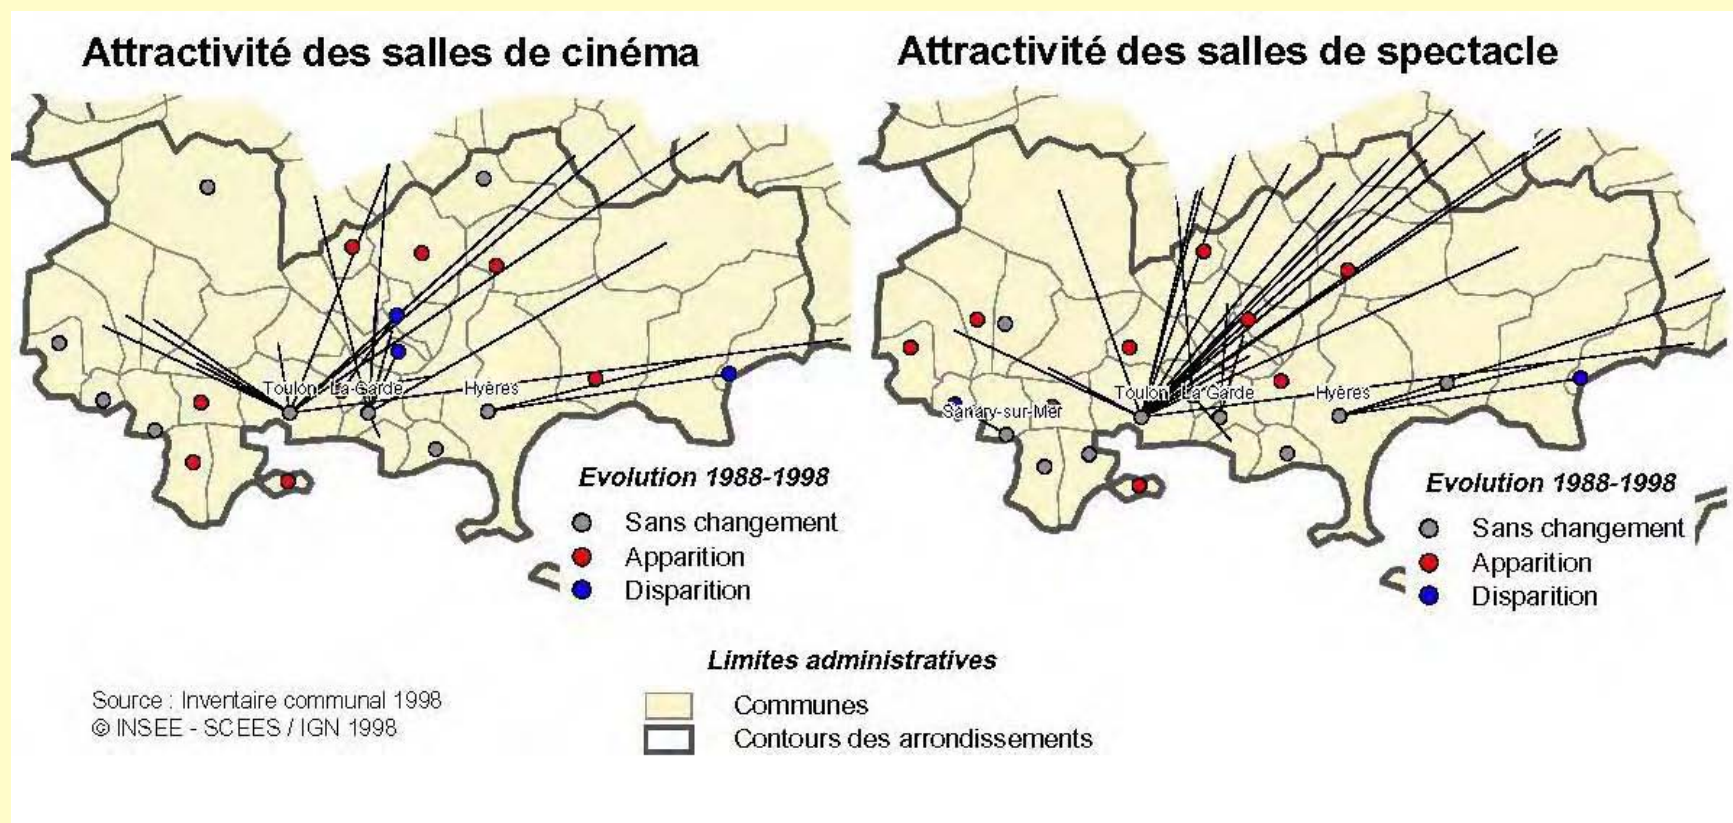 Attractivité des salles de cinéma
Attractivité des salles de spectacle
Toulon
La Garde
Hyères
Toulon
La Garde
Hyères
Sanary-sur-Mer
Evolution 1988-1998
Sans changement
Apparition
Disparition
Evolution 1988-1998
Sans changement
Apparition
Disparition
Limites administratives
Communes
Contours des arrondissements
Source : Inventaire communal 1998
© INSEE - SCEES / IGN 1998